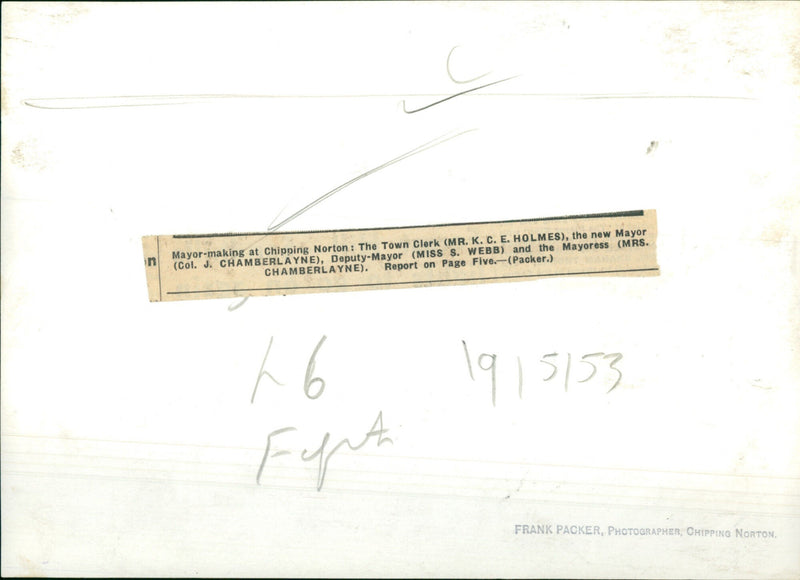 n
Mayor-making at Chipping Norton: The Town Clerk (MR. K. C. E. HOLMES), the new Mayor
(Col. J. CHAMBERLAYNE), Deputy-Mayor (MISS S. WEBB) and the Mayoress (MRS.
CHAMBERLAYNE). Report on Page Five.—(Packer.)
19/5/53
FRANK PACKER, PHOTOGRAPHER, CHIPPING NORTON.